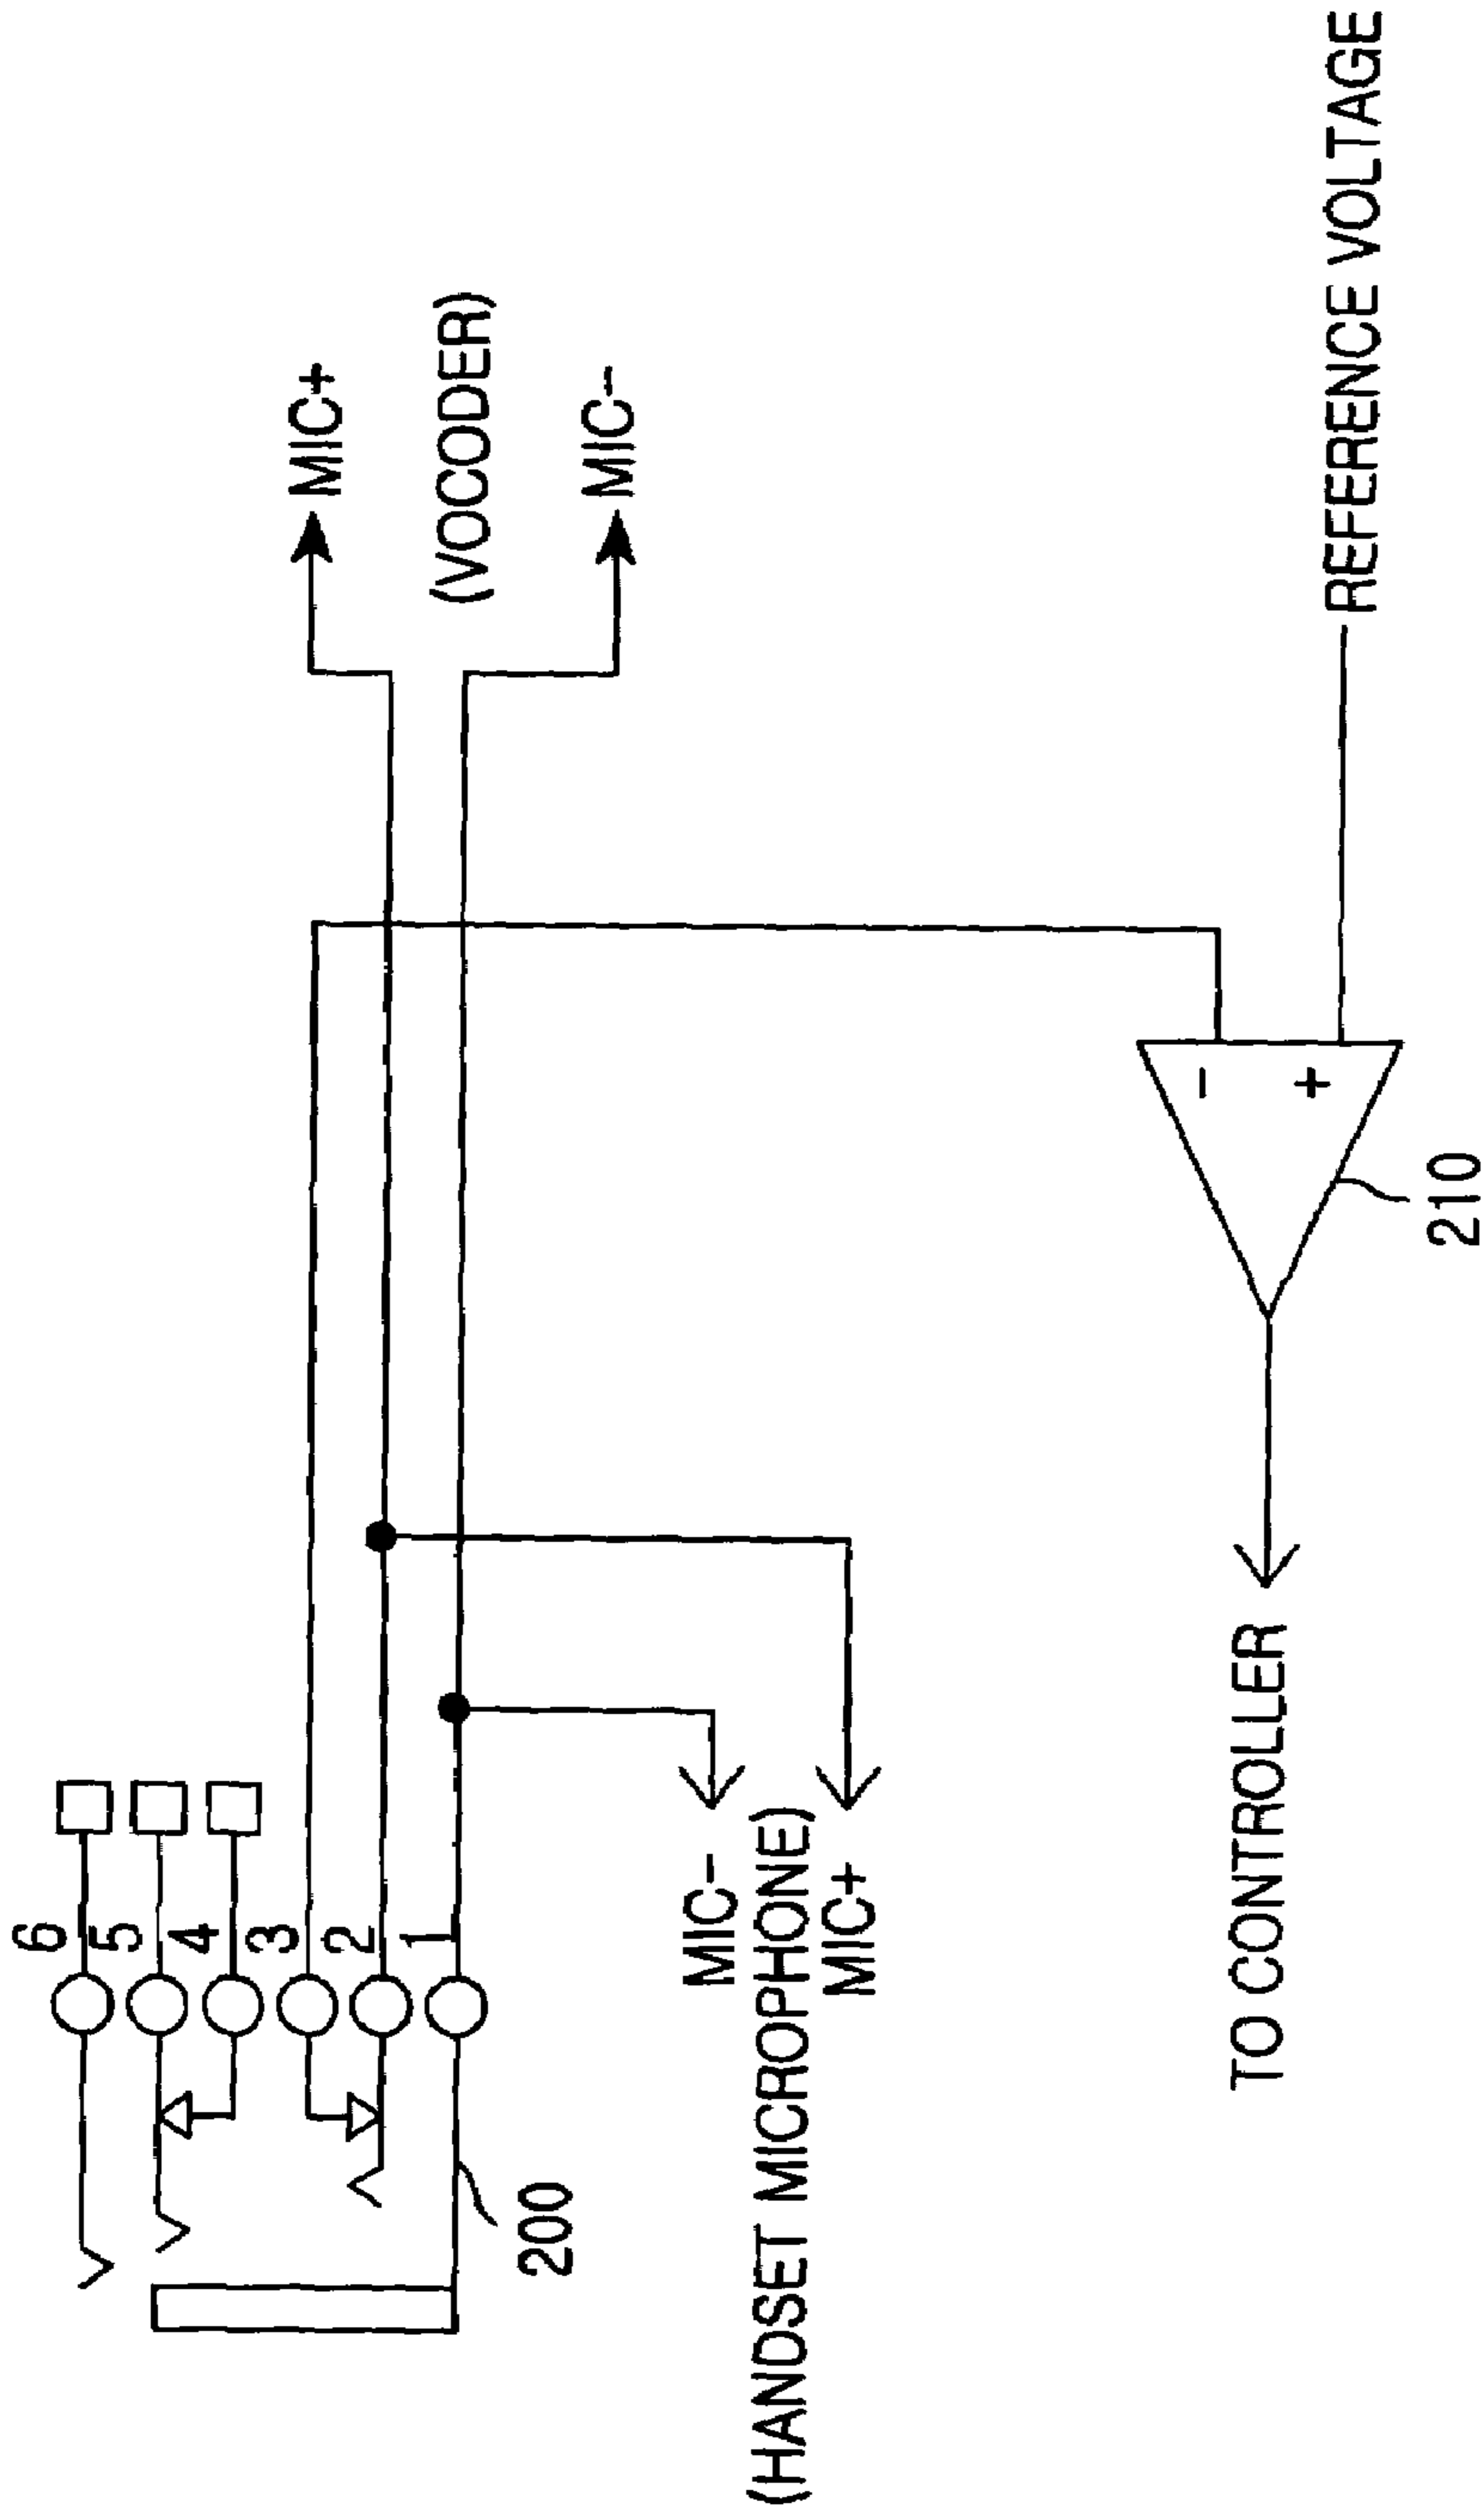 6
5
4
3
2
1
200
MIC+
(VOCODER)
MIC-
MIC-
(HANDSET MICROPHONE)
MIC+
-
+
210
TO CONTROLLER
REFERENCE VOLTAGE